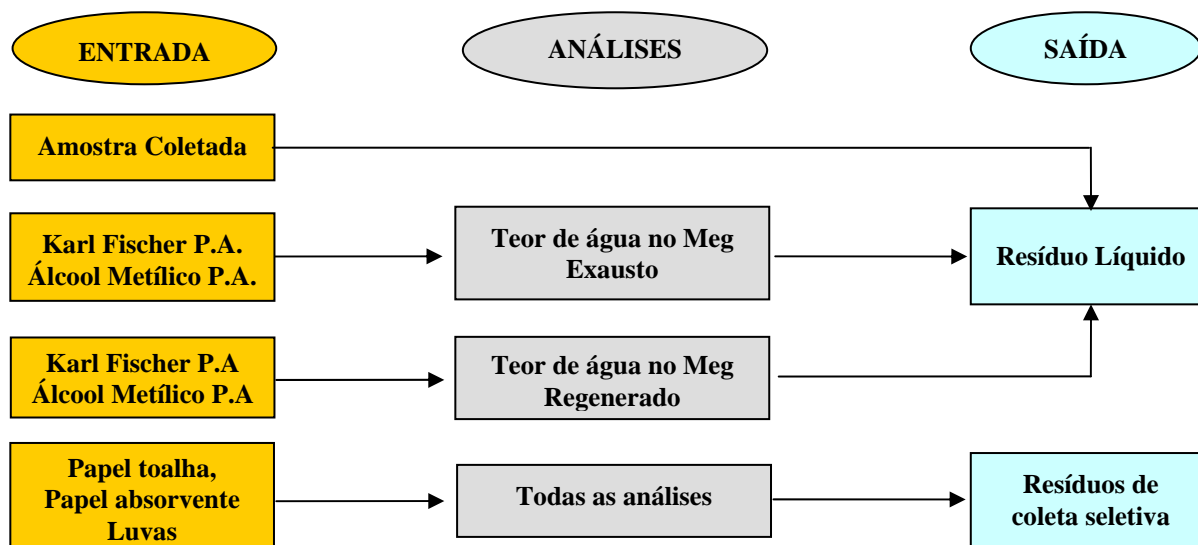 ENTRADA
ANÁLISES
SAÍDA
Amostra Coletada
Karl Fischer P.A.
Álcool Metílico P.A.
Teor de água no Meg
Exausto
Resíduo Líquido
Karl Fischer P.A
Álcool Metílico P.A
Teor de água no Meg
Regenerado
Papel toalha,
Papel absorvente
Luvas
Todas as análises
Resíduos de
coleta seletiva